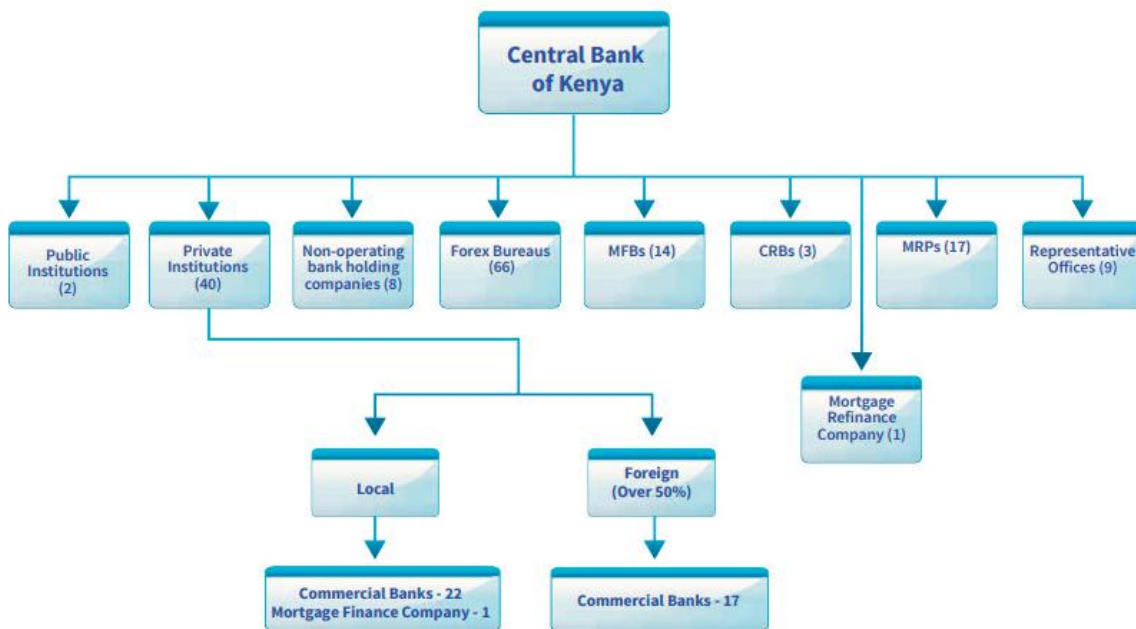 Central Bank
of Kenya
Public
Institutions
(2)
Private
Institutions
(40)
Non-operating
bank holding
companies (8)
Forex Bureaus
(66)
MFBs (14)
CRBs (3)
MRPs (17)
Representative
Offices (9)
Mortgage
Refinance
Company (1)
Local
Foreign
(Over 50%)
Commercial Banks - 22
Mortgage Finance Company - 1
Commercial Banks - 17